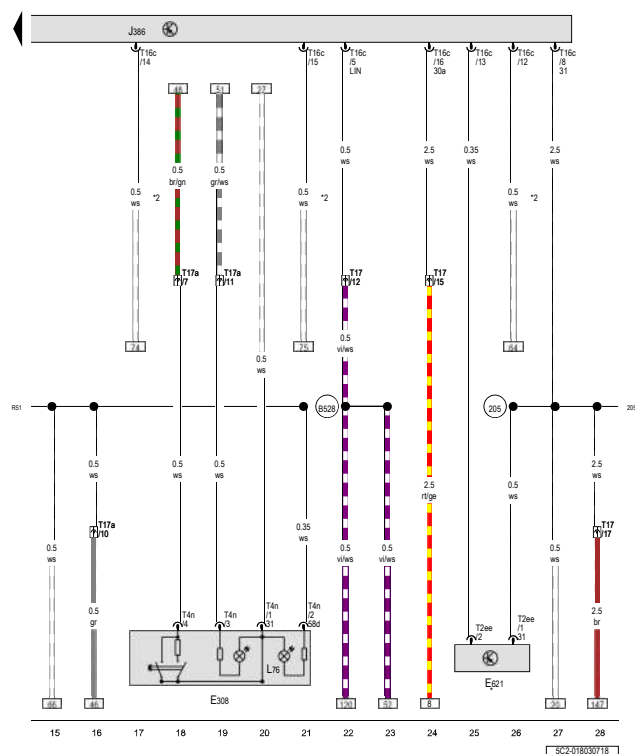 J386
T16c
/14
T16c
/15
T16c
/5
LIN
T16c
/16
30a
T16c
/13
T16c
/12
T16c
/8
31
48
51
27
0.5
ws
2.5
ws
0.35
ws
0.5
ws
2.5
ws
0.5
br/gn
0.5
gr/ws
0.5
ws
*2
0.5
ws
*2
0.5
ws
*2
T17a
/7
T17a
/11
T17
/12
T17
/15
74
75
64
0.5
vi/ws
0.5
ws
R51
B528
205
205
0.5
ws
0.5
ws
0.5
ws
2.5
rt/ge
0.5
ws
2.5
ws
T17a
/10
0.35
ws
T17
/17
0.5
ws
0.5
vi/ws
0.5
vi/ws
0.5
ws
0.5
gr
2.5
br
T4n
/4
T4n
/3
T4n
/1
31
T4n
/2
58d
T2ee
/2
T2ee
/1
31
L76
E308
E621
*
66
46
120
52
8
20
147
15 16 17 18 19 20 21 22 23 24 25 26 27 28
5C2-018030718